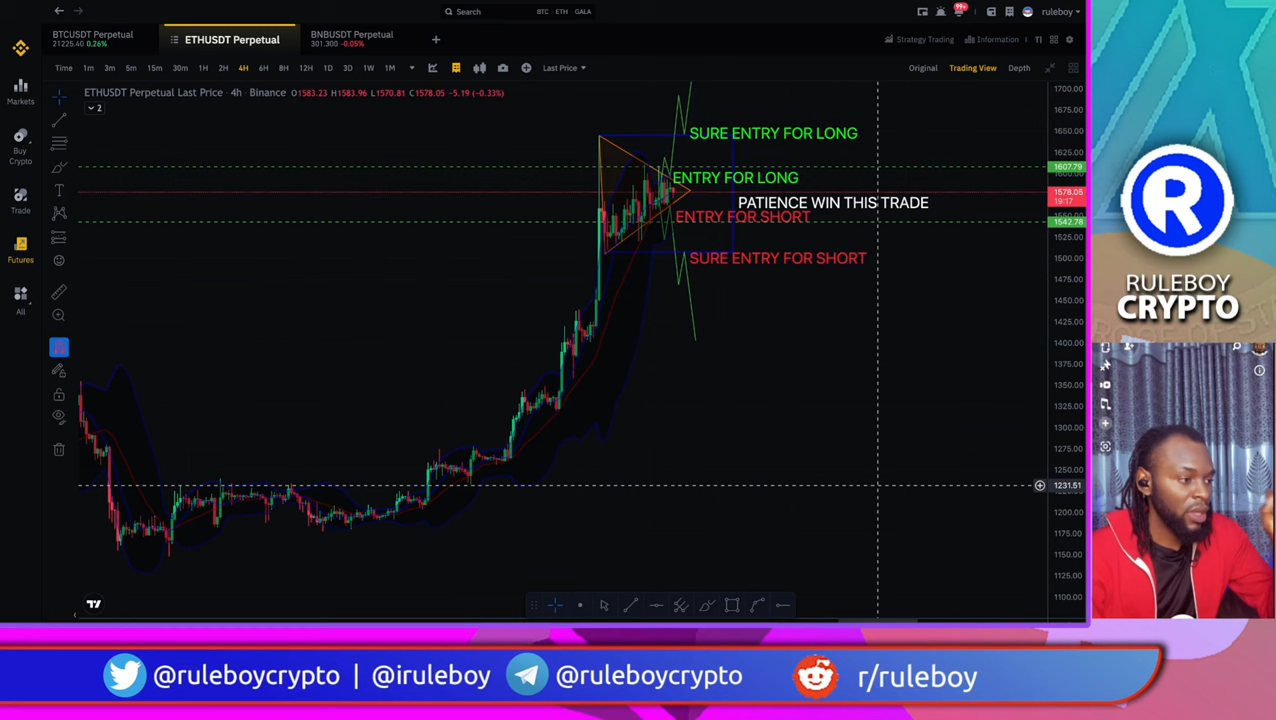 Search BTC ETH GALA 99+ ruleboy
BTCUSDT Perpetual
21225.40 0.26%
ETHUSDT Perpetual
BNBUSDT Perpetual
301.300 -0.05%
Strategy Trading
Information
Time 1m 3m 5m 15m 30m 1H 2H 4H 6H 8H 12H 1D 3D 1W 1M Last Price Original Trading View Depth
ETHUSDT Perpetual Last Price · 4h · Binance O1583.23 H1583.96 L1570.81 C1578.05 -5.19 (-0.33%)
2
Markets
Buy
Crypto
Trade
Futures
All
SURE ENTRY FOR LONG
ENTRY FOR LONG
PATIENCE WIN THIS TRADE
ENTRY FOR SHORT
SURE ENTRY FOR SHORT
1700.00
1675.00
1650.00
1625.00
1607.79
1578.05
19:17
1542.78
1525.00
1500.00
1475.00
1450.00
1425.00
1400.00
1375.00
1350.00
1325.00
1300.00
1275.00
1250.00
1231.51
1200.00
1175.00
1150.00
1125.00
1100.00
R
RULEBOY
CRYPTO
@ruleboycrypto | @iruleboy @ruleboycrypto r/ruleboy